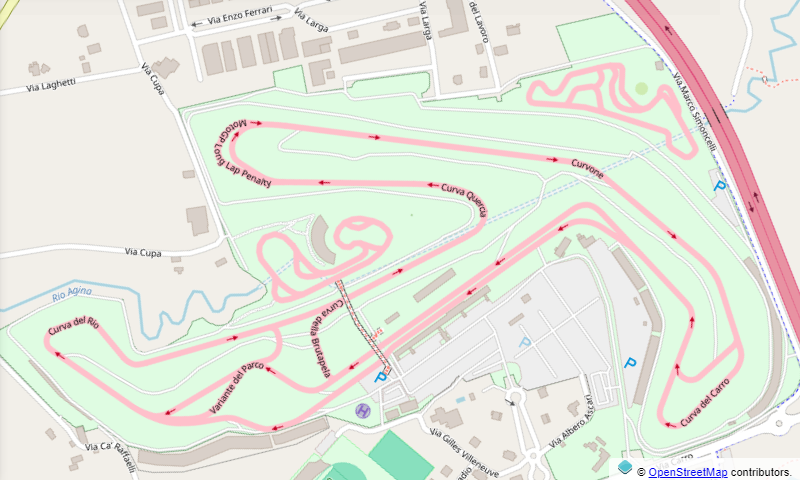 Via Enzo Ferrari
Via Larga
Via Larga
del Lavoro
Via Laghetti
Via Cupa
Via Marco Simoncelli
MotoGP Long Lap Penalty
Curvone
Curva Quercia
P
Via Cupa
Rio Agina
Curva del Rio
Curva della Brutapela
P
P
P
Variante del Parco
Curva del Carro
H
Via Albero Ascari
Via Gilles Villeneuve
Via Ca' Raffaelli
© OpenStreetMap contributors.